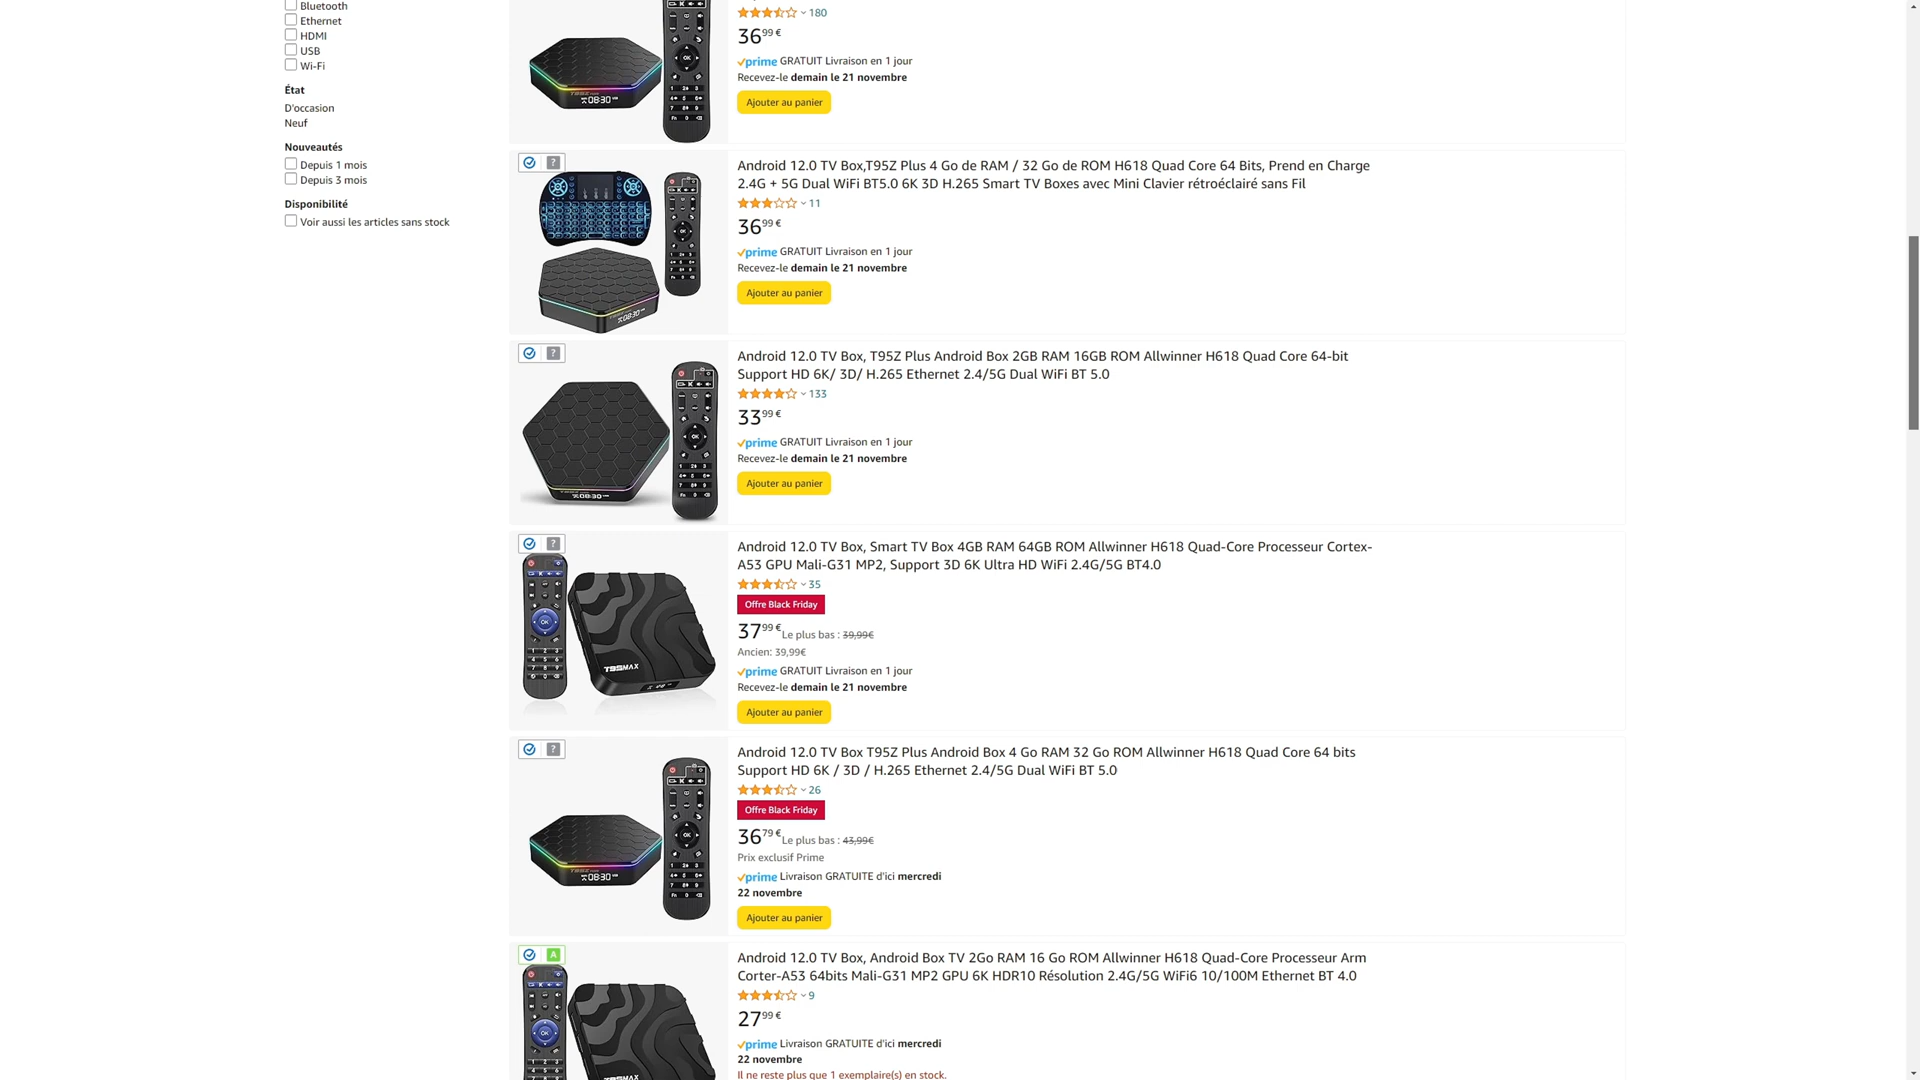 Bluetooth
Ethernet
HDMI
USB
Wi-Fi
État
D'occasion
Neuf
Nouveautés
Depuis 1 mois
Depuis 3 mois
Disponibilité
Voir aussi les articles sans stock
180
36,99 €
prime GRATUIT Livraison en 1 jour
Recevez-le demain le 21 novembre
Ajouter au panier
?
Android 12.0 TV Box,T95Z Plus 4 Go de RAM / 32 Go de ROM H618 Quad Core 64 Bits, Prend en Charge
2.4G + 5G Dual WiFi BT5.0 6K 3D H.265 Smart TV Boxes avec Mini Clavier rétroéclairé sans Fil
11
36,99 €
prime GRATUIT Livraison en 1 jour
Recevez-le demain le 21 novembre
Ajouter au panier
?
Android 12.0 TV Box, T95Z Plus Android Box 2GB RAM 16GB ROM Allwinner H618 Quad Core 64-bit
Support HD 6K/ 3D/ H.265 Ethernet 2.4/5G Dual WiFi BT 5.0
133
33,99 €
prime GRATUIT Livraison en 1 jour
Recevez-le demain le 21 novembre
Ajouter au panier
?
Android 12.0 TV Box, Smart TV Box 4GB RAM 64GB ROM Allwinner H618 Quad-Core Processeur Cortex-
A53 GPU Mali-G31 MP2, Support 3D 6K Ultra HD WiFi 2.4G/5G BT4.0
35
Offre Black Friday
37,99 € Le plus bas : 39,99€
Ancien: 39,99€
prime GRATUIT Livraison en 1 jour
Recevez-le demain le 21 novembre
Ajouter au panier
T95MAX
?
Android 12.0 TV Box T95Z Plus Android Box 4 Go RAM 32 Go ROM Allwinner H618 Quad Core 64 bits
Support HD 6K / 3D / H.265 Ethernet 2.4/5G Dual WiFi BT 5.0
26
Offre Black Friday
36,79 € Le plus bas : 43,99€
Prix exclusif Prime
prime Livraison GRATUITE d'ici mercredi
22 novembre
Ajouter au panier
A
Android 12.0 TV Box, Android Box TV 2Go RAM 16 Go ROM Allwinner H618 Quad-Core Processeur Arm
Corter-A53 64bits Mali-G31 MP2 GPU 6K HDR10 Résolution 2.4G/5G WiFi6 10/100M Ethernet BT 4.0
9
27,99 €
prime Livraison GRATUITE d'ici mercredi
22 novembre
Il ne reste plus que 1 exemplaire(s) en stock.